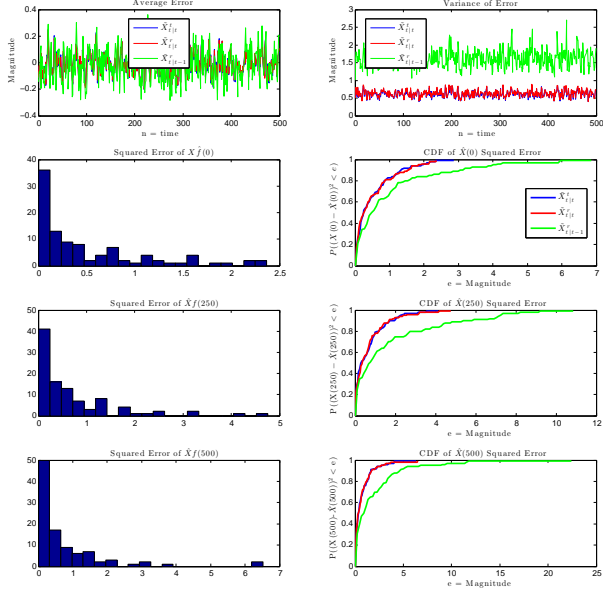 Average Error
Magnitude
0.4
0.2
0
−0.2
−0.4
0 100 200 300 400 500
n = time
X̂^t_{t|t}
X̂^r_{t|t}
X̂^r_{t|t−1}
Variance of Error
Magnitude
3
2.5
2
1.5
1
0.5
0
0 100 200 300 400 500
n = time
X̂^t_{t|t}
X̂^r_{t|t}
X̂^r_{t|t−1}
Squared Error of Xf̂(0)
40
30
20
10
0
0 0.5 1 1.5 2 2.5
CDF of X̂(0) Squared Error
P((X(0) − X̂(0))² < e)
1
0.8
0.6
0.4
0.2
0
0 1 2 3 4 5 6 7
e = Magnitude
X̂^t_{t|t}
X̂^r_{t|t}
X̂^r_{t|t−1}
Squared Error of X̂f(250)
50
40
30
20
10
0
0 1 2 3 4 5
CDF of X̂(250) Squared Error
P((X(250) − X̂(250))² < e)
1
0.8
0.6
0.4
0.2
0
0 2 4 6 8 10 12
e = Magnitude
Squared Error of X̂f(500)
50
40
30
20
10
0
0 1 2 3 4 5 6 7
CDF of X̂(500) Squared Error
P((X(500)-X̂(500))² < e)
1
0.8
0.6
0.4
0.2
0
0 5 10 15 20 25
e = Magnitude